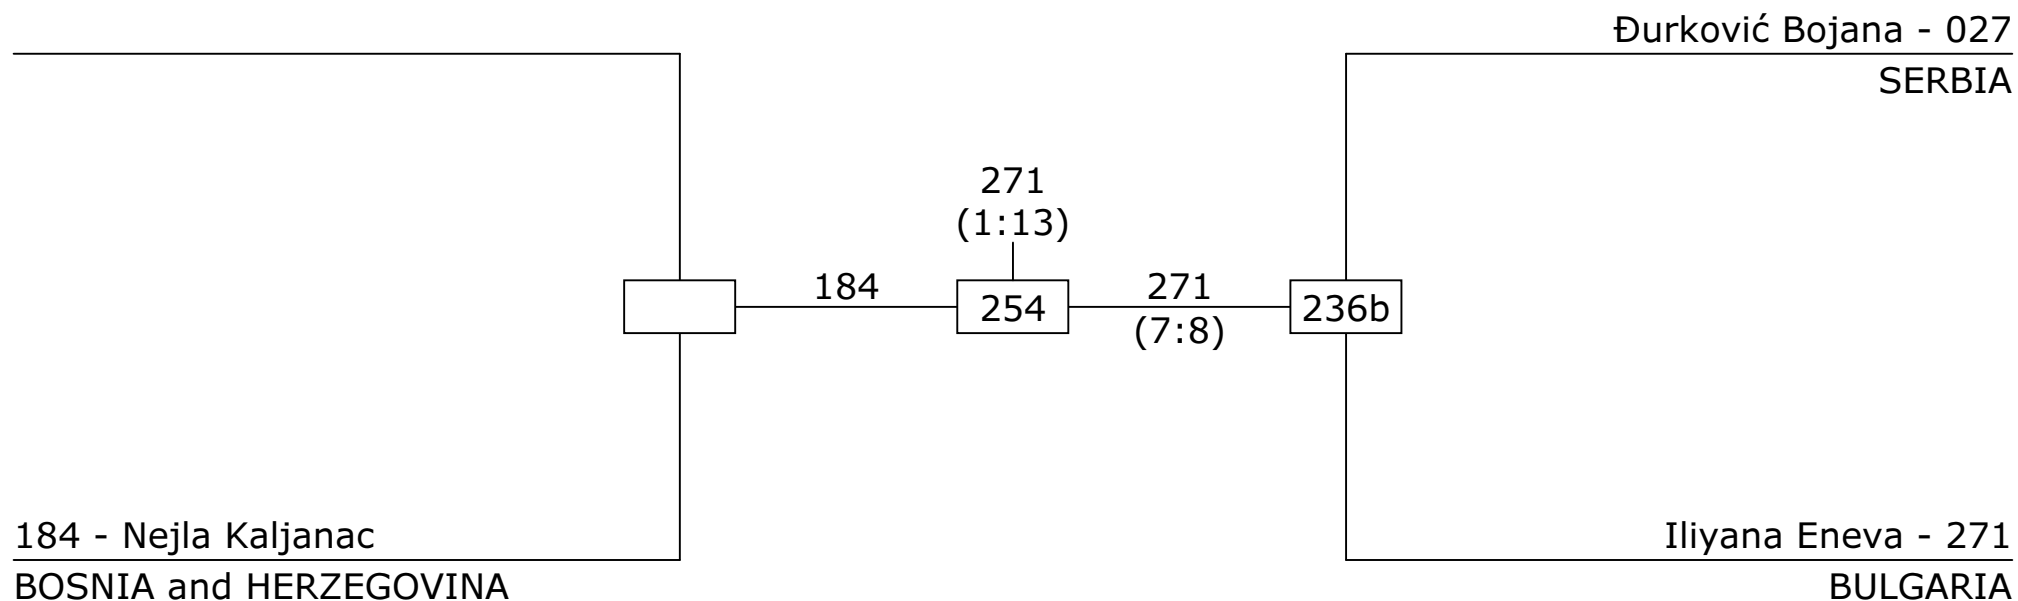 Đurković Bojana - 027
SERBIA
271
(1:13)
184
254
271
(7:8)
236b
184 - Nejla Kaljanac
BOSNIA and HERZEGOVINA
Iliyana Eneva - 271
BULGARIA